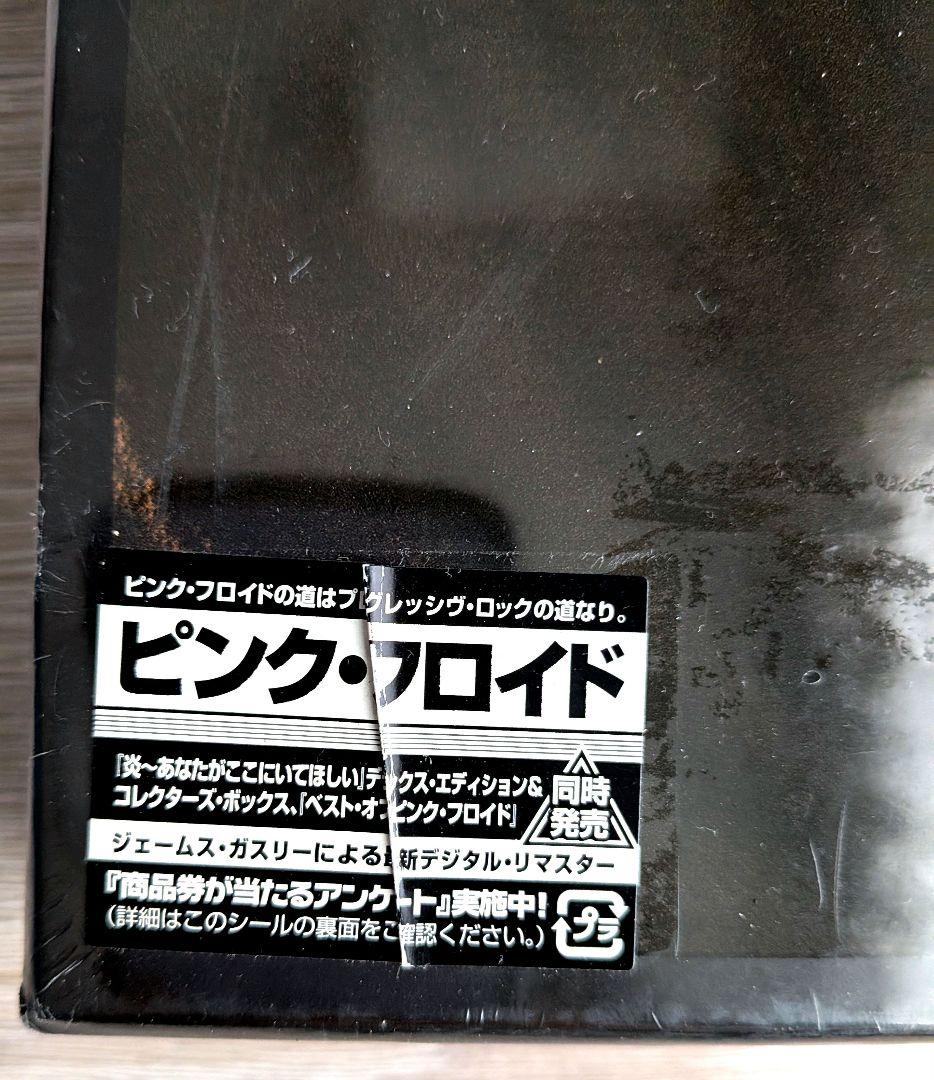 ピンク・フロイドの道はプログレッシヴ・ロックの道なり。
ピンク・フロイド
『炎〜あなたがここにいてほしい』デラックス・エディション&
コレクターズ・ボックス、『ベスト・オブ・ピンク・フロイド』
同時
発売
ジェームス・ガスリーによる最新デジタル・リマスター
『商品券が当たるアンケート』実施中!
(詳細はこのシールの裏面をご確認ください。)
プラ